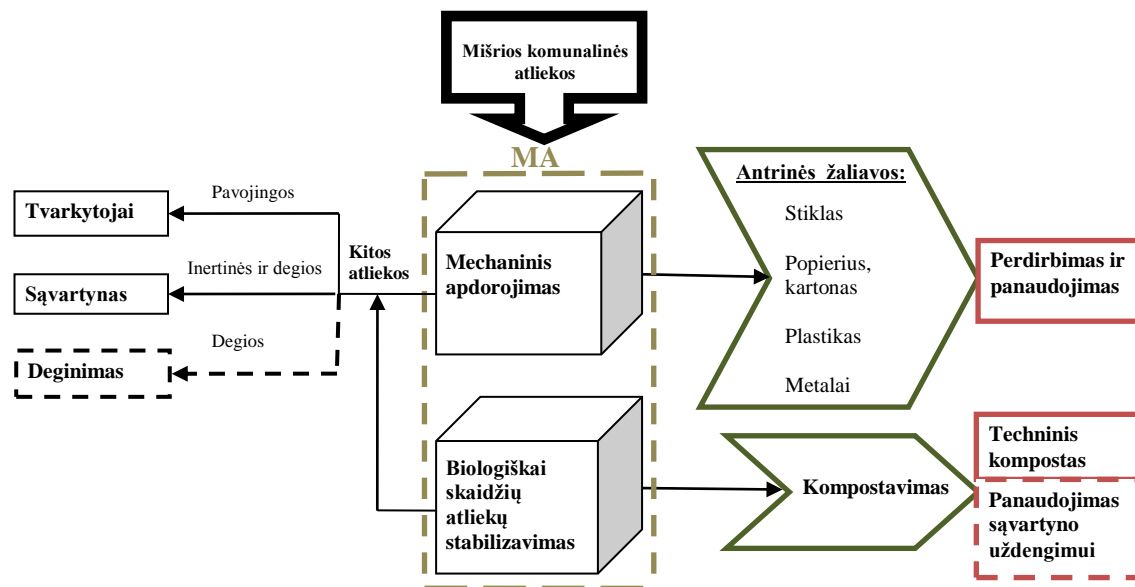 Mišrios komunalinės
atliekos
MA
Pavojingos
Tvarkytojai
Inertinės ir degios
Sąvartynas
Degios
Deginimas
Kitos
atliekos
Mechaninis
apdorojimas
Biologiškai
skaidžių
atliekų
stabilizavimas
Antrinės žaliavos:
Stiklas
Popierius,
kartonas
Plastikas
Metalai
Perdirbimas ir
panaudojimas
Kompostavimas
Techninis
kompostas
Panaudojimas
sąvartyno
uždengimui